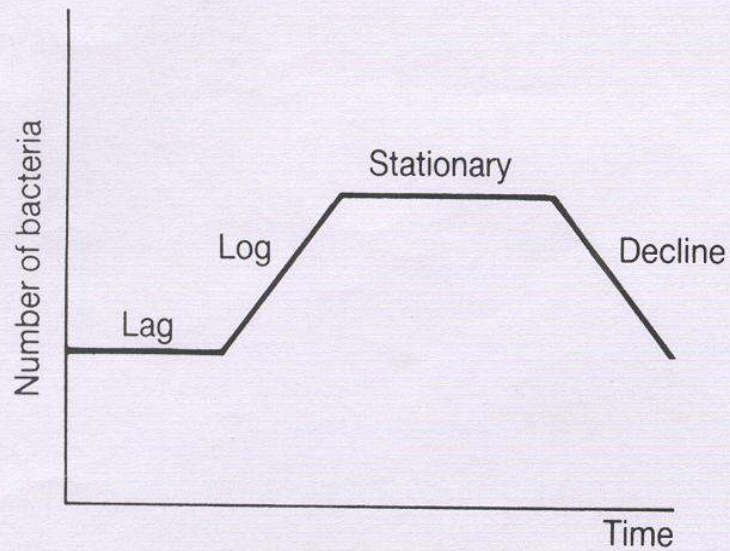 Number of bacteria
Stationary
Log
Decline
Lag
Time